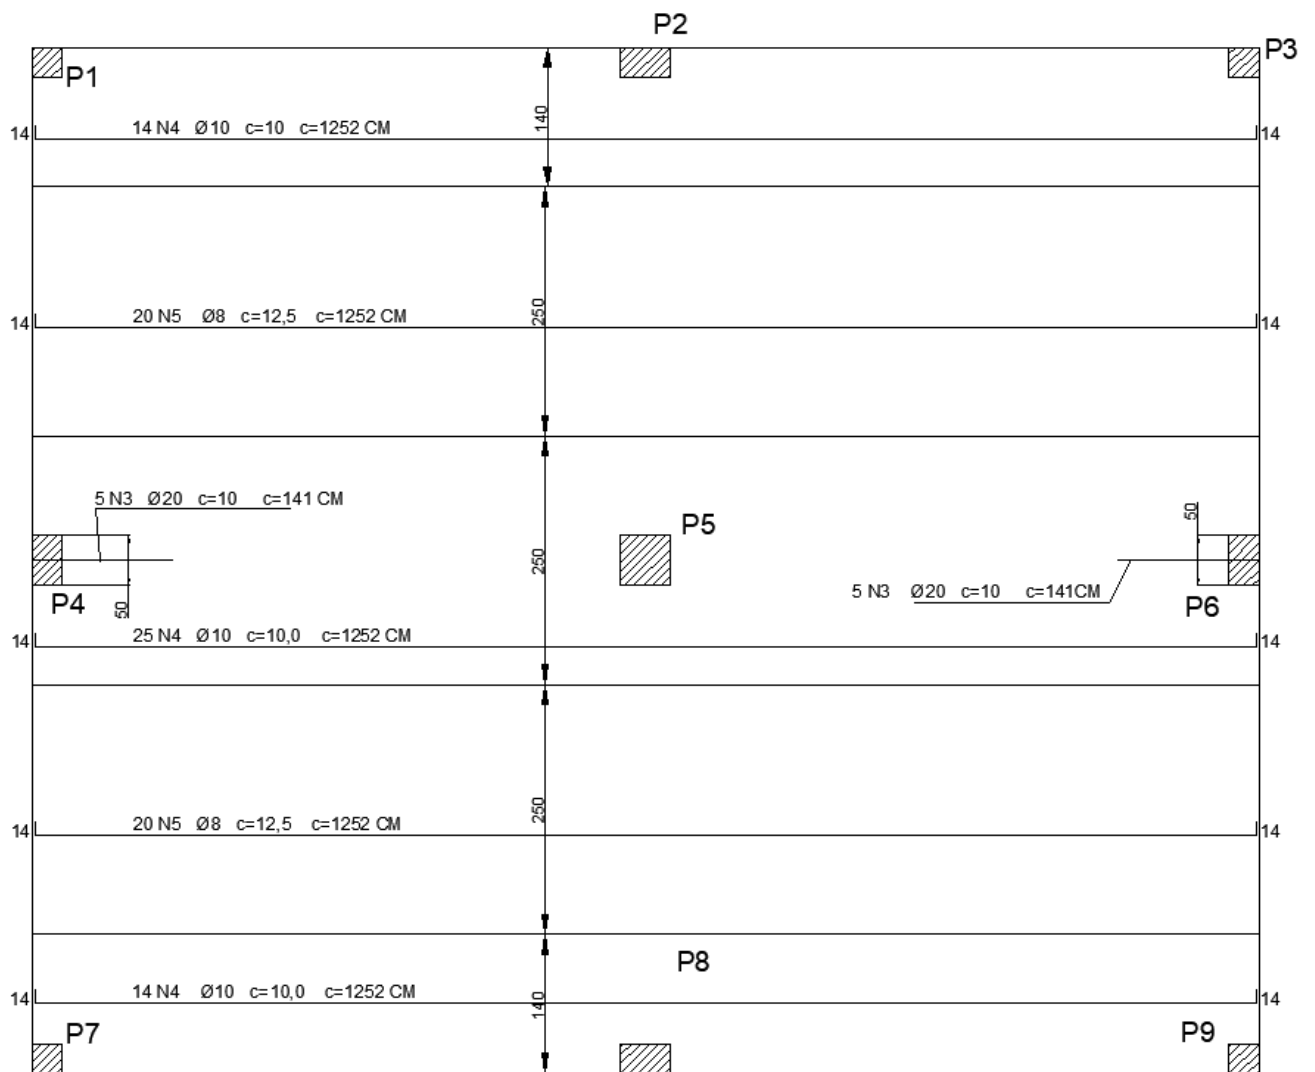 P2
P3
P1
140
14 14 N4 Ø10 c=10 c=1252 CM 14
250
14 20 N5 Ø8 c=12,5 c=1252 CM 14
5 N3 Ø20 c=10 c=141 CM
50
P5
250
5 N3 Ø20 c=10 c=141CM
P4
50
P6
14 25 N4 Ø10 c=10,0 c=1252 CM 14
250
14 20 N5 Ø8 c=12,5 c=1252 CM 14
P8
14 14 N4 Ø10 c=10,0 c=1252 CM 14
140
P7
P9